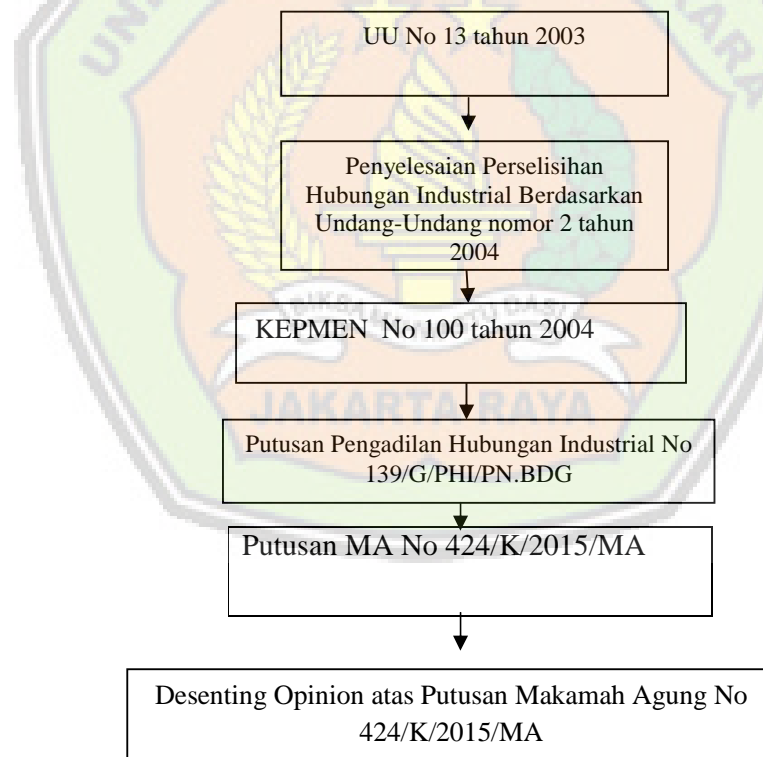 UU No 13 tahun 2003
Penyelesaian Perselisihan
Hubungan Industrial Berdasarkan
Undang-Undang nomor 2 tahun
2004
KEPMEN No 100 tahun 2004
JAKARTA RAYA
Putusan Pengadilan Hubungan Industrial No
139/G/PHI/PN.BDG
Putusan MA No 424/K/2015/MA
Desenting Opinion atas Putusan Makamah Agung No
424/K/2015/MA